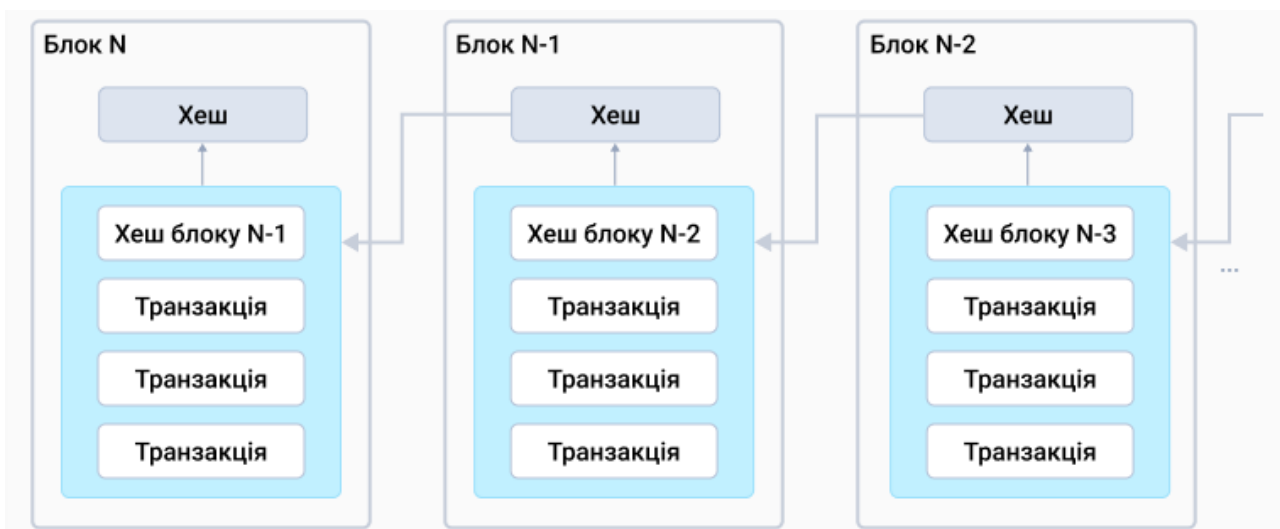 Блок N
Хеш
Хеш блоку N-1
Транзакція
Транзакція
Транзакція
Блок N-1
Хеш
Хеш блоку N-2
Транзакція
Транзакція
Транзакція
Блок N-2
Хеш
Хеш блоку N-3
Транзакція
Транзакція
Транзакція
...